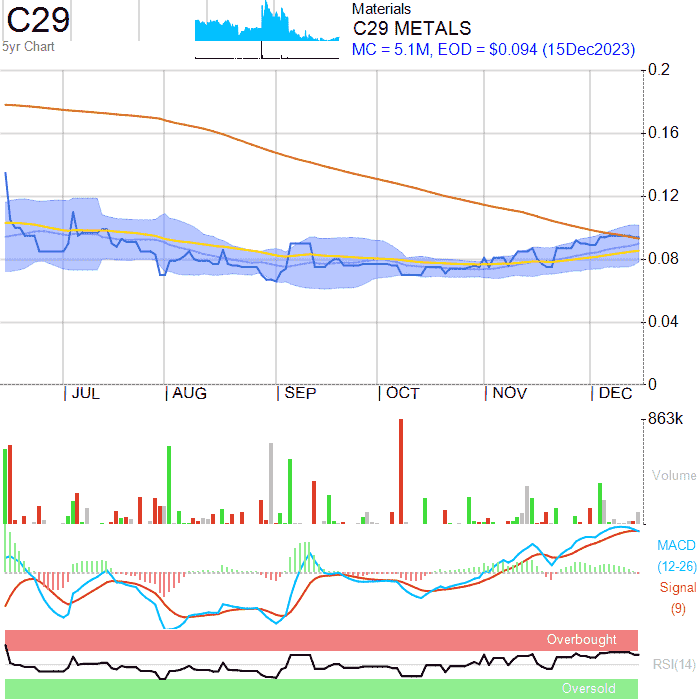 C29
5yr Chart
Materials
C29 METALS
MC = 5.1M, EOD = $0.094 (15Dec2023)
0.2
0.16
0.12
0.08
0.04
0
JUL AUG SEP OCT NOV DEC
863k
Volume
MACD
(12-26)
Signal
(9)
Overbought
RSI(14)
Oversold